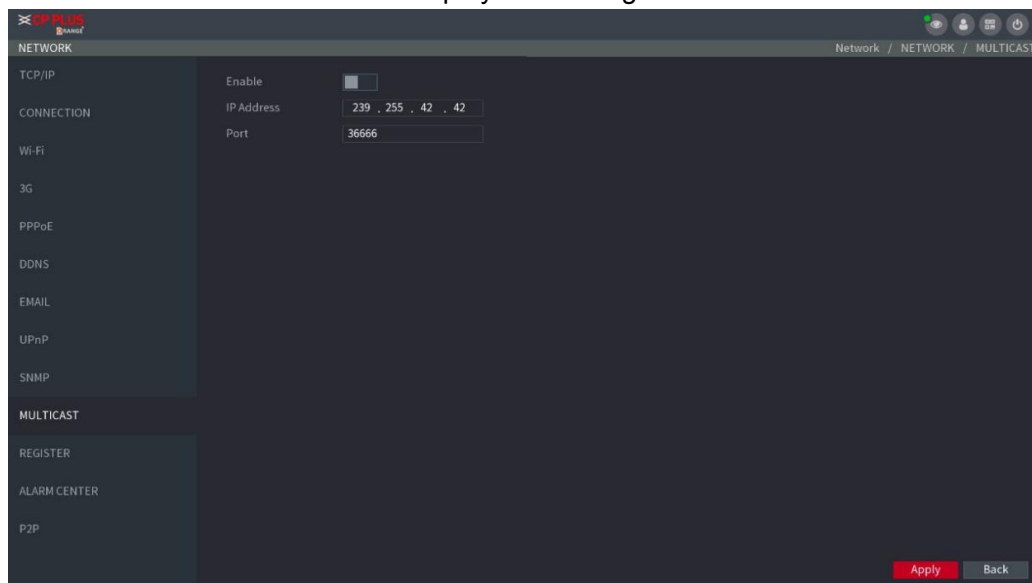 CP PLUS
ORANGE
NETWORK
Network / NETWORK / MULTICAST
TCP/IP
CONNECTION
Wi-Fi
3G
PPPoE
DDNS
EMAIL
UPnP
SNMP
MULTICAST
REGISTER
ALARM CENTER
P2P
Enable
IP Address 239 . 255 . 42 . 42
Port 36666
Apply Back